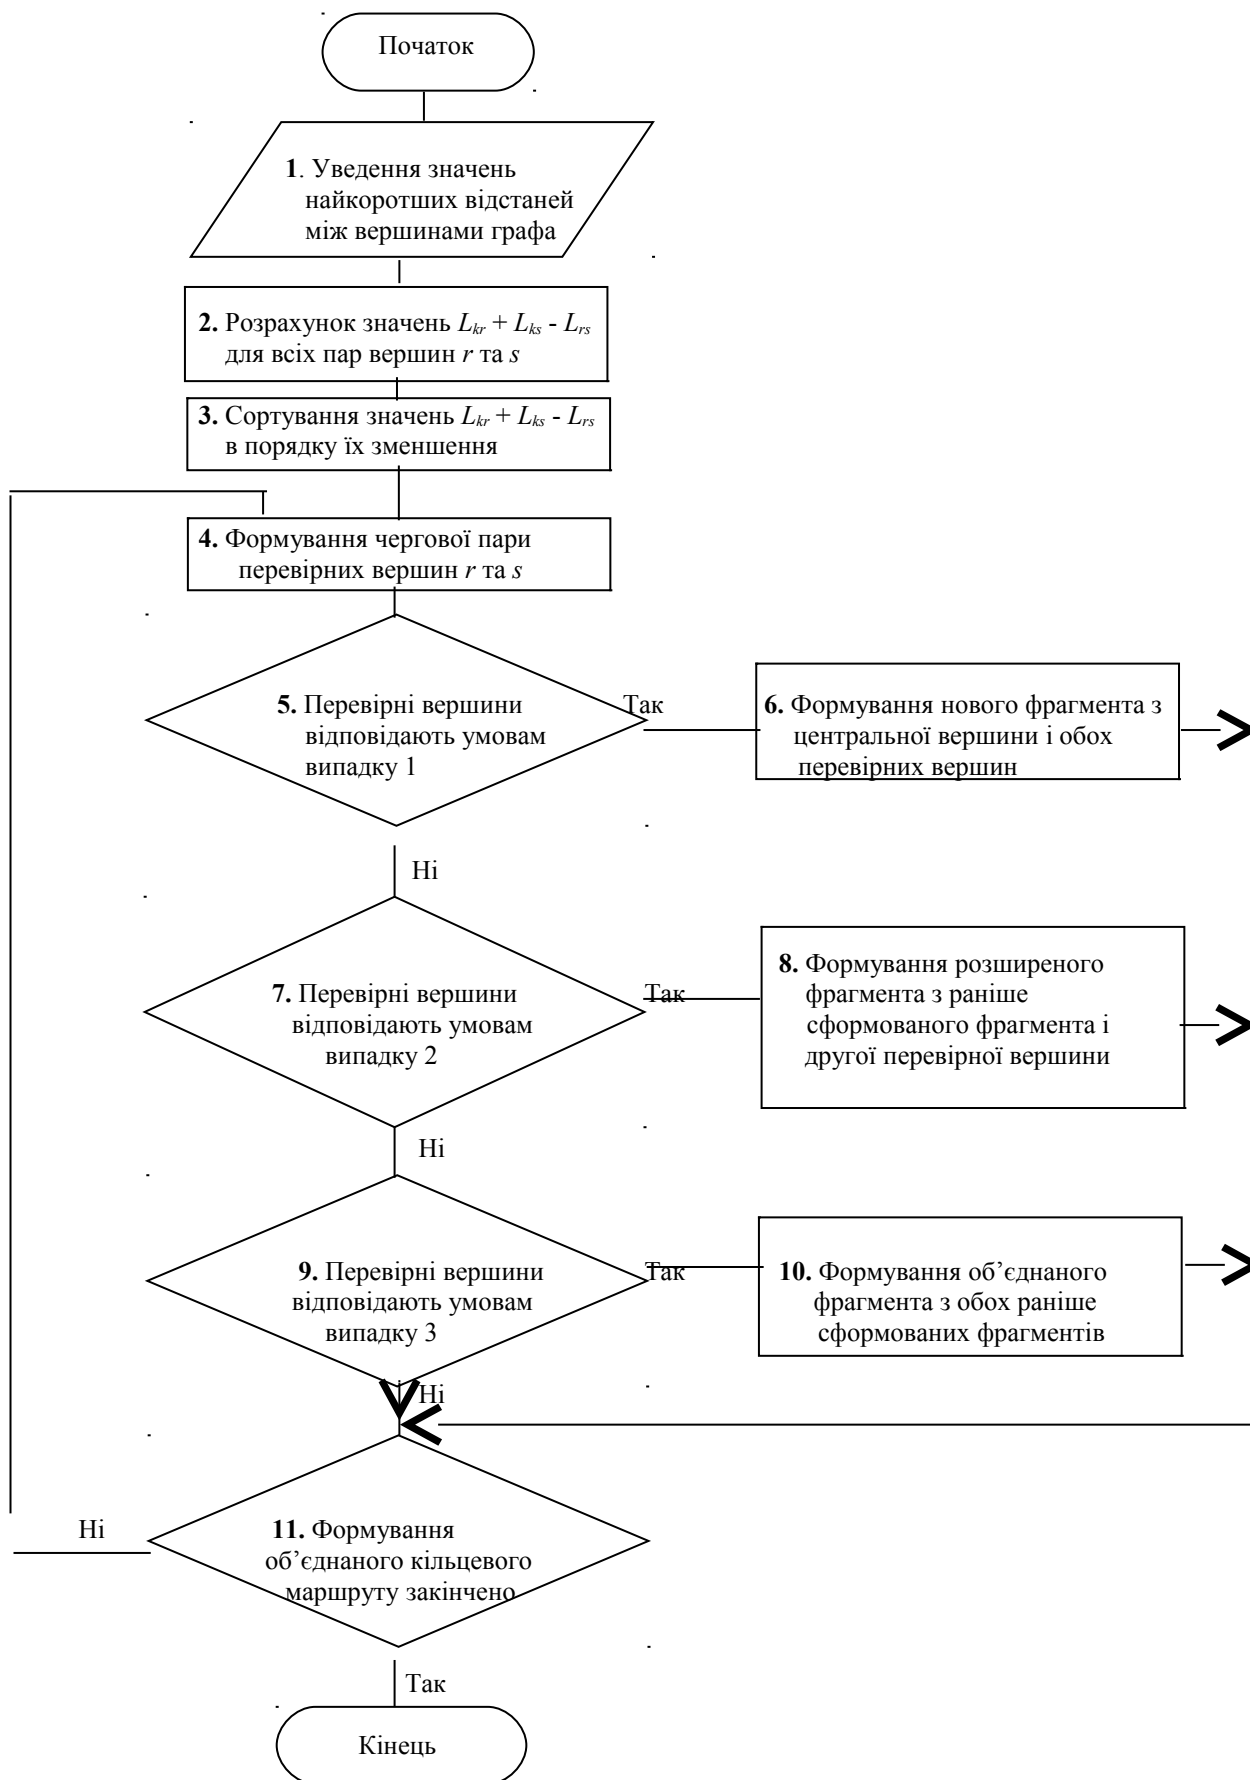 Початок
1. Уведення значень
найкоротших відстаней
між вершинами графа
2. Розрахунок значень Lkr + Lks - Lrs
для всіх пар вершин r та s
3. Сортування значень Lkr + Lks - Lrs
в порядку їх зменшення
4. Формування чергової пари
перевірних вершин r та s
5. Перевірні вершини
відповідають умовам
випадку 1
Так
6. Формування нового фрагмента з
центральної вершини і обох
перевірних вершин
Ні
7. Перевірні вершини
відповідають умовам
випадку 2
Так
8. Формування розширеного
фрагмента з раніше
сформованого фрагмента і
другої перевірної вершини
Ні
9. Перевірні вершини
відповідають умовам
випадку 3
Так
10. Формування об’єднаного
фрагмента з обох раніше
сформованих фрагментів
Ні
Ні
11. Формування
об’єднаного кільцевого
маршруту закінчено
Так
Кінець